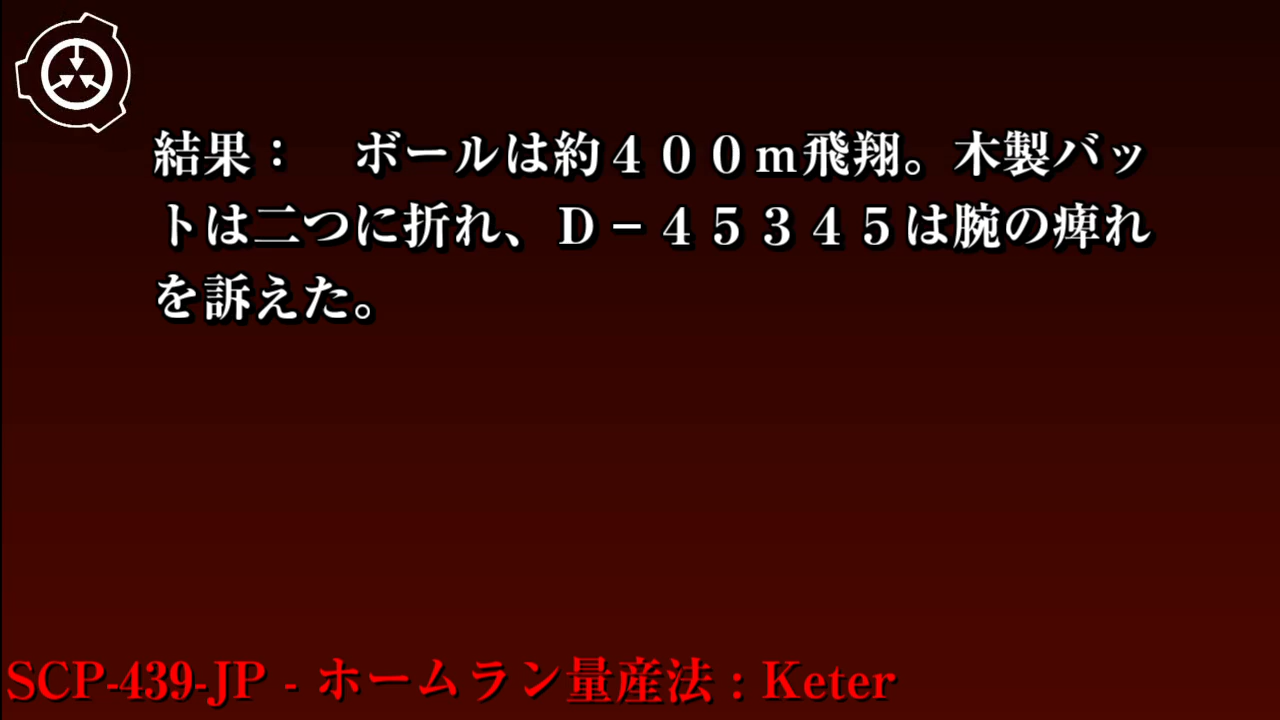 結果：　ボールは約４００ｍ飛翔。木製バッ
トは二つに折れ、Ｄ－４５３４５は腕の痺れ
を訴えた。
SCP-439-JP - ホームラン量産法：Keter